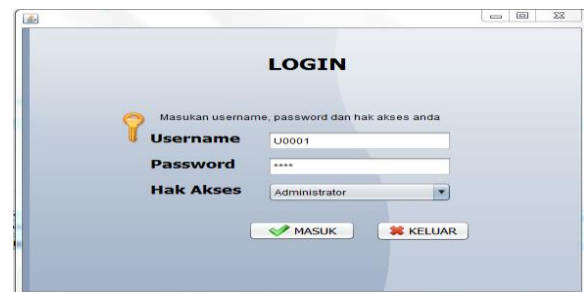 LOGIN
Masukan username, password dan hak akses anda
Username U0001
Password ****
Hak Akses Administrator
MASUK KELUAR